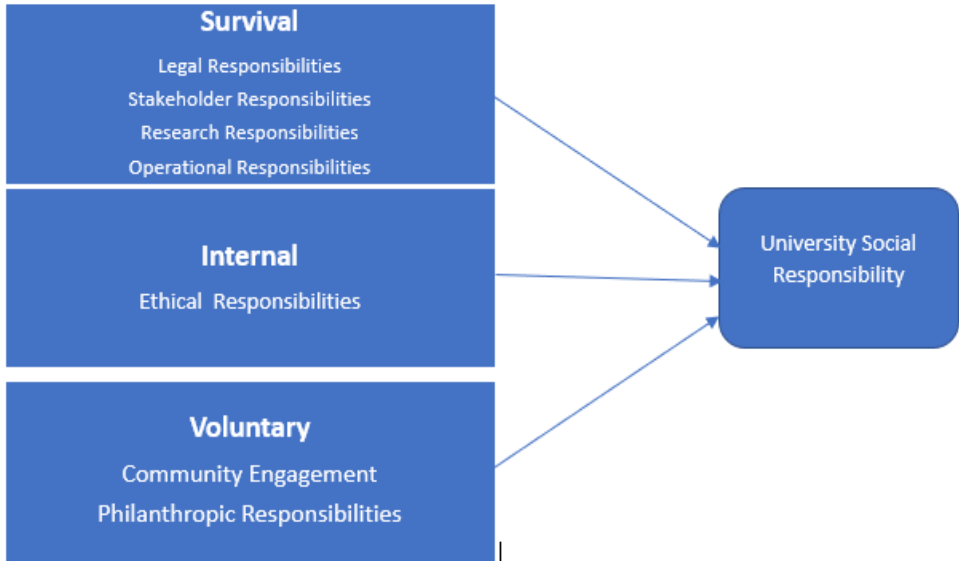 Survival
Legal Responsibilities
Stakeholder Responsibilities
Research Responsibilities
Operational Responsibilities
Internal
Ethical  Responsibilities
Voluntary
Community Engagement
Philanthropic Responsibilities
University Social
Responsibility